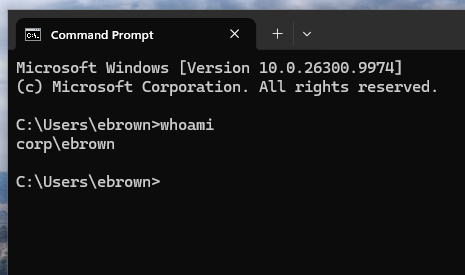 Command Prompt
Microsoft Windows [Version 10.0.26300.9974]
(c) Microsoft Corporation. All rights reserved.
C:\Users\ebrown>whoami
corp\ebrown
C:\Users\ebrown>